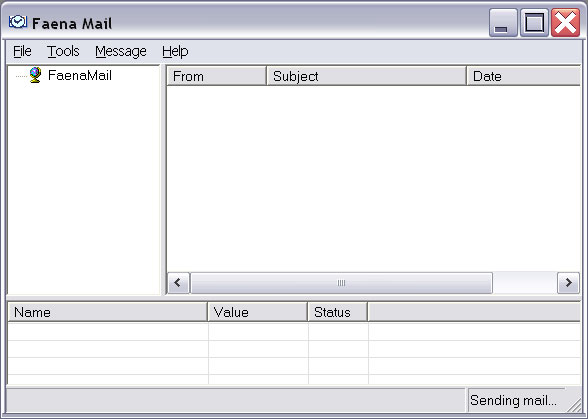 Faena Mail
File Tools Message Help
FaenaMail
From Subject Date
Name Value Status
Sending mail...